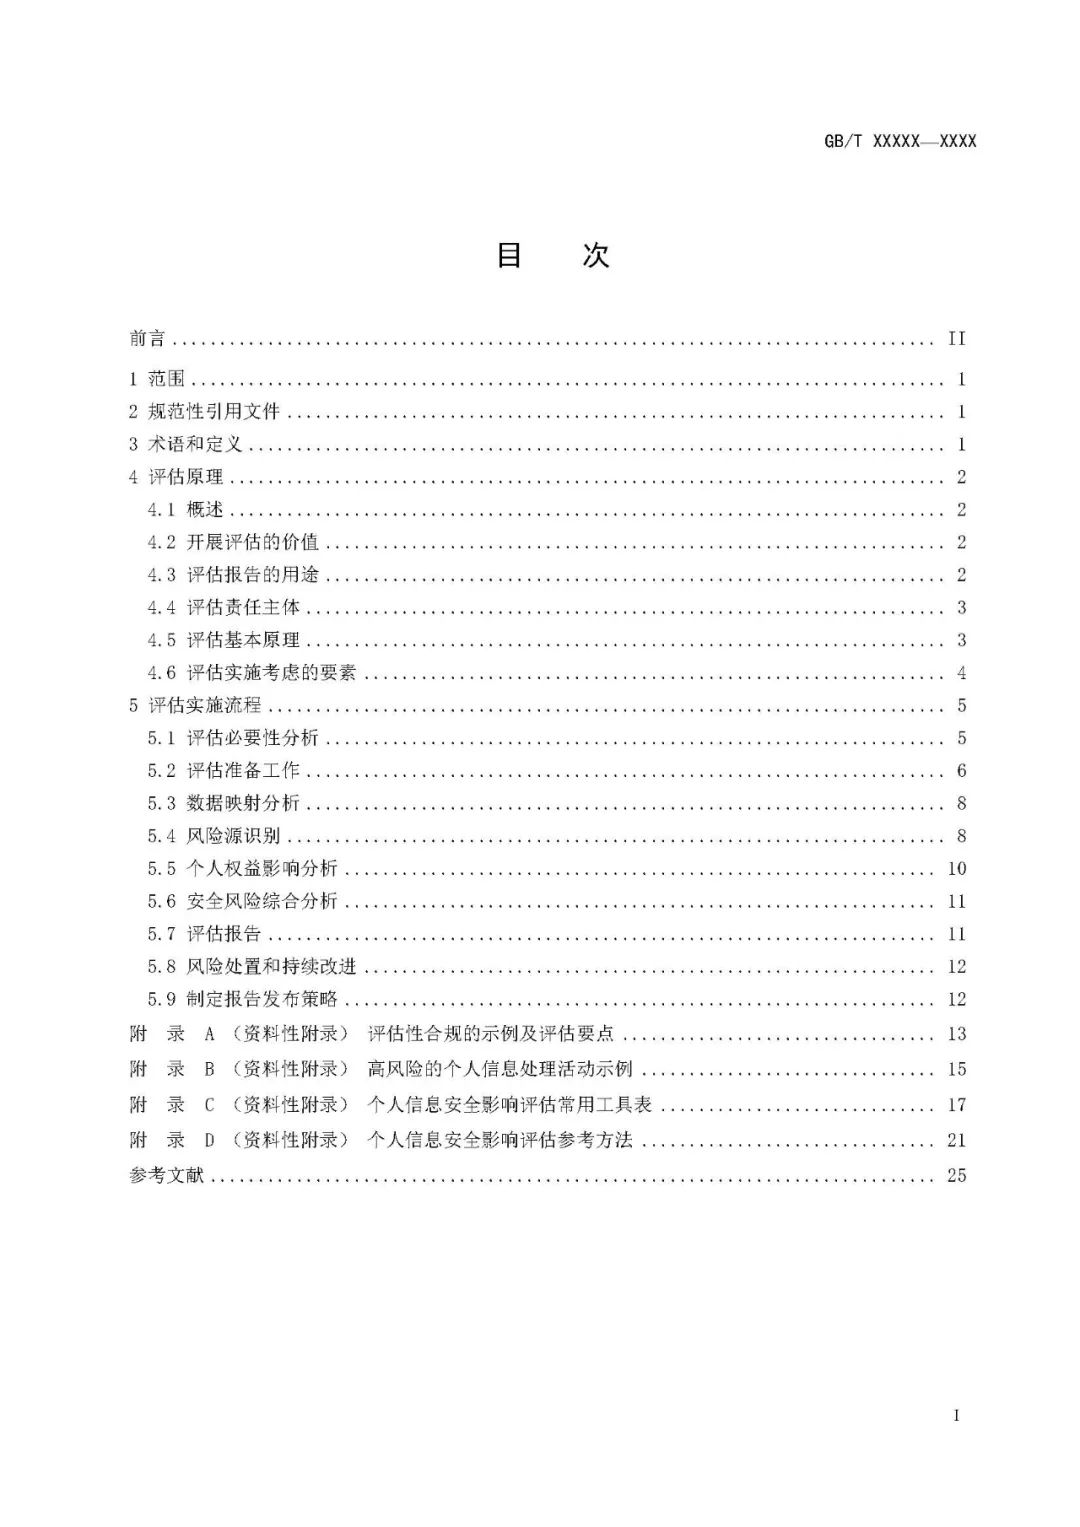 GB/T XXXXX—XXXX
目 次
前言 ................................................................ II
1 范围 ................................................................ 1
2 规范性引用文件 ................................................................ 1
3 术语和定义 ................................................................ 1
4 评估原理 ................................................................ 2
4.1 概述 ................................................................ 2
4.2 开展评估的价值 ................................................................ 2
4.3 评估报告的用途 ................................................................ 2
4.4 评估责任主体 ................................................................ 3
4.5 评估基本原理 ................................................................ 3
4.6 评估实施考虑的要素 ................................................................ 4
5 评估实施流程 ................................................................ 5
5.1 评估必要性分析 ................................................................ 5
5.2 评估准备工作 ................................................................ 6
5.3 数据映射分析 ................................................................ 8
5.4 风险源识别 ................................................................ 8
5.5 个人权益影响分析 ................................................................ 10
5.6 安全风险综合分析 ................................................................ 11
5.7 评估报告 ................................................................ 11
5.8 风险处置和持续改进 ................................................................ 12
5.9 制定报告发布策略 ................................................................ 12
附 录 A （资料性附录） 评估性合规的示例及评估要点 ................................. 13
附 录 B （资料性附录） 高风险的个人信息处理活动示例 ................................ 15
附 录 C （资料性附录） 个人信息安全影响评估常用工具表 .............................. 17
附 录 D （资料性附录） 个人信息安全影响评估参考方法 ................................ 21
参考文献 ................................................................ 25
I